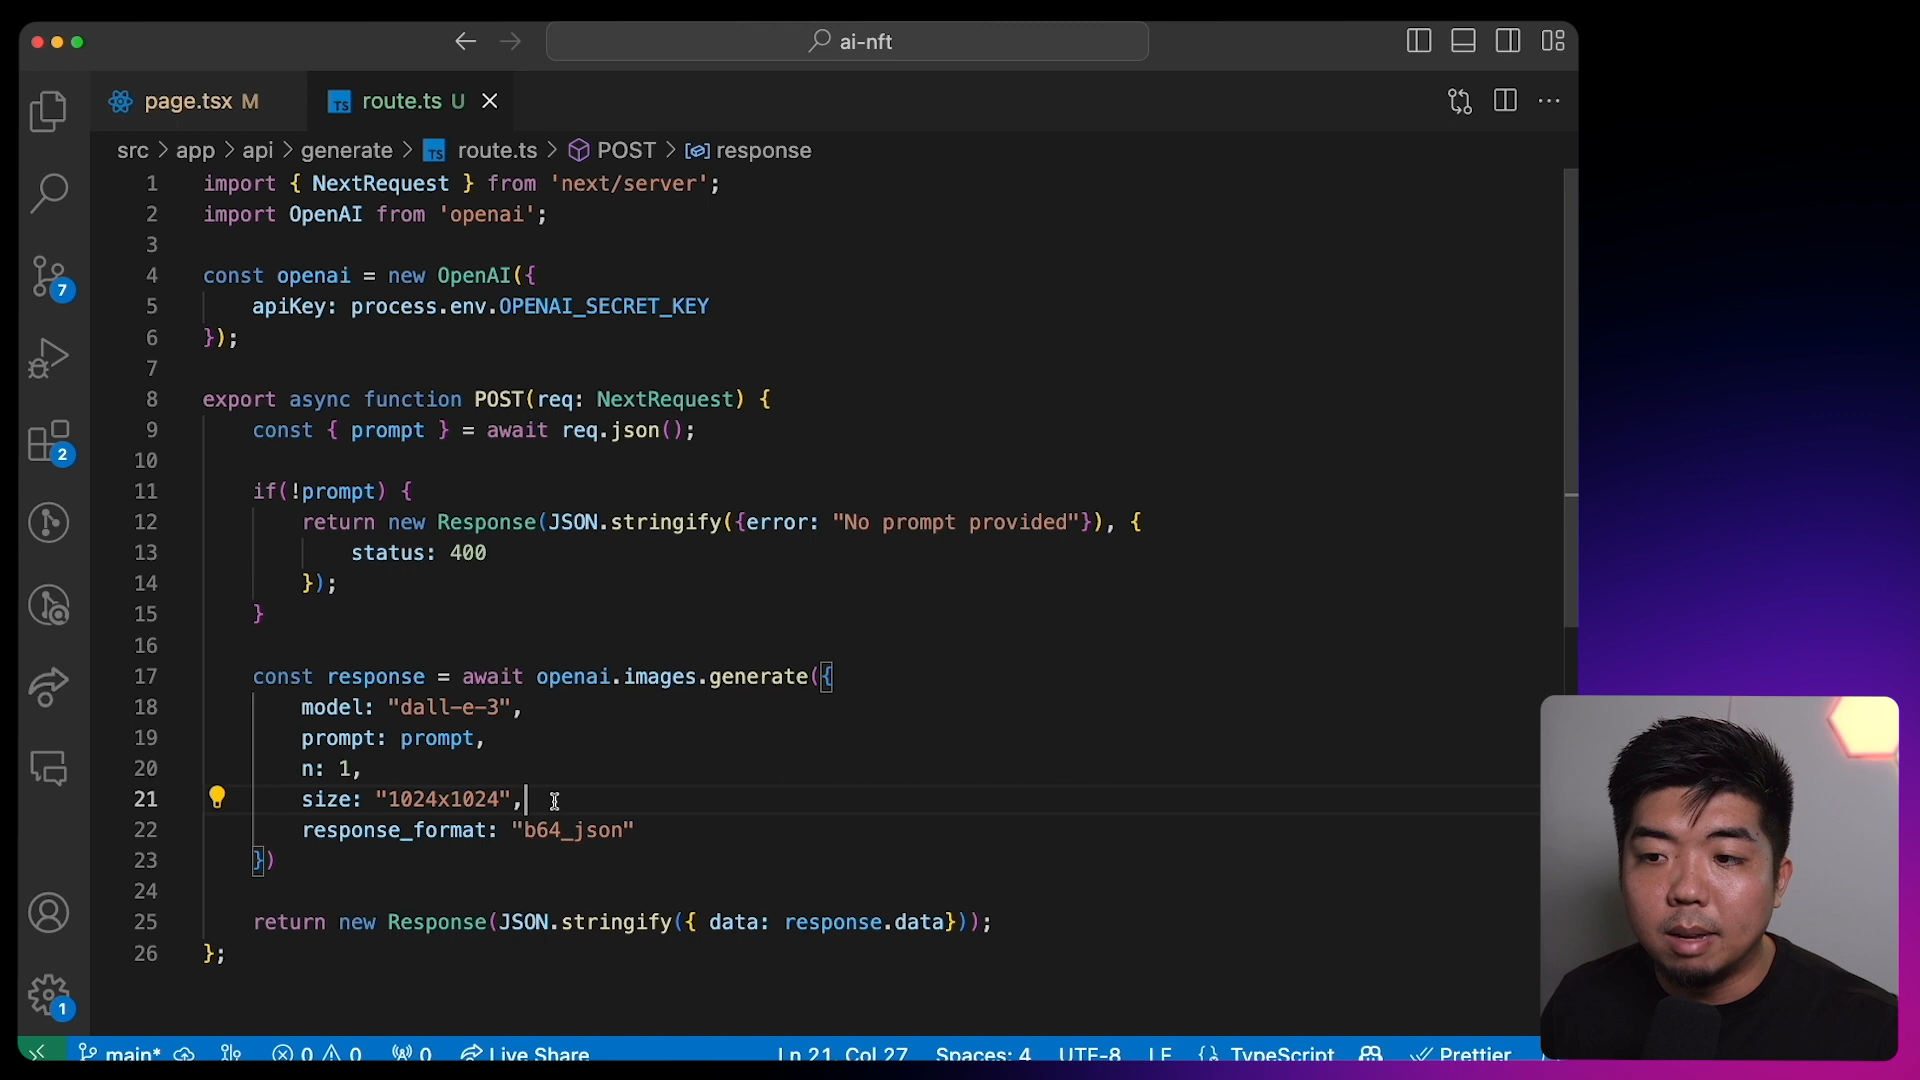 ai-nft
page.tsx M
TS route.ts U
src > app > api > generate > TS route.ts > POST > response
1 import { NextRequest } from 'next/server';
2 import OpenAI from 'openai';
3
4 const openai = new OpenAI({
5 apiKey: process.env.OPENAI_SECRET_KEY
6 });
7
8 export async function POST(req: NextRequest) {
9 const { prompt } = await req.json();
10
11 if(!prompt) {
12 return new Response(JSON.stringify({error: "No prompt provided"}), {
13 status: 400
14 });
15 }
16
17 const response = await openai.images.generate({
18 model: "dall-e-3",
19 prompt: prompt,
20 n: 1,
21 size: "1024x1024",
22 response_format: "b64_json"
23 })
24
25 return new Response(JSON.stringify({ data: response.data}));
26 };
7
2
1
main* 0 0 0 Live Share Ln 21, Col 27 Spaces: 4 UTF-8 LF {} TypeScript Prettier